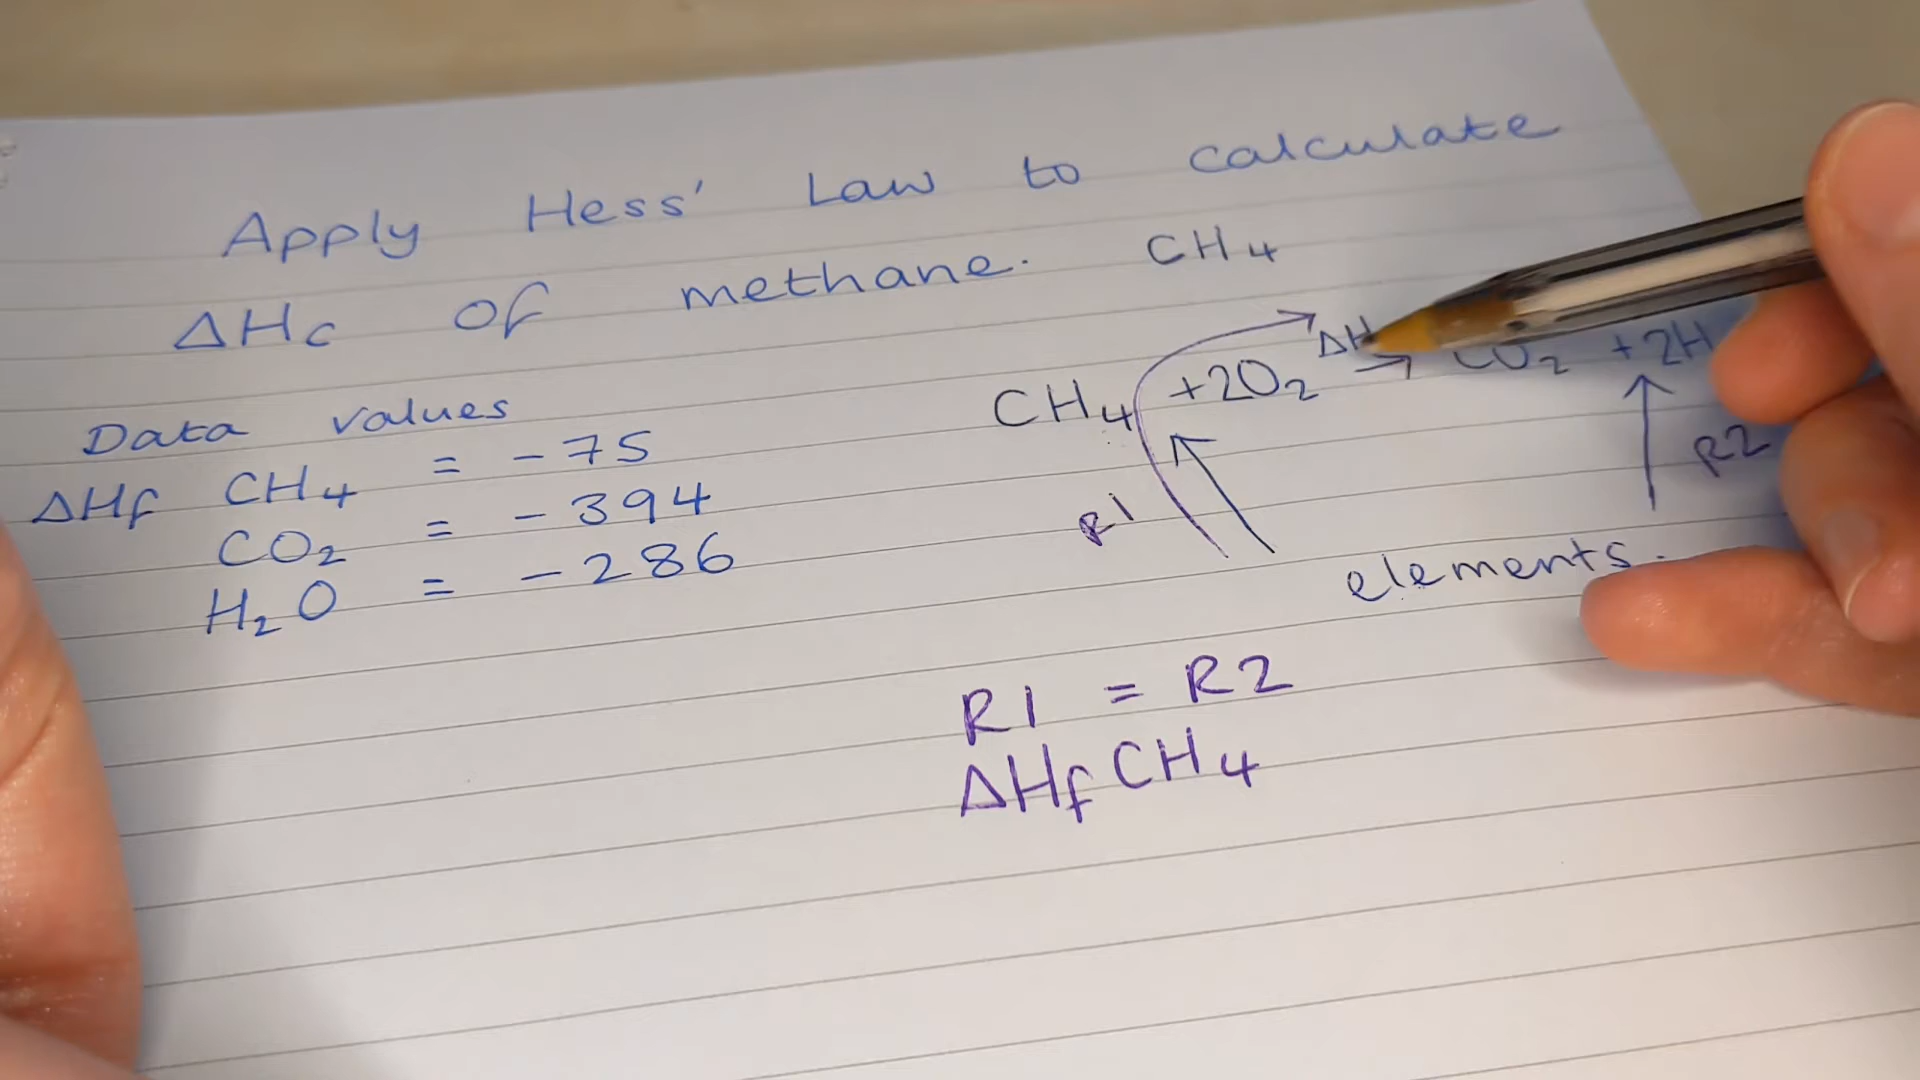 Apply Hess' Law to calculate
ΔHc of methane. CH4
Data values
ΔHf CH4 = -75
CO2 = -394
H2O = -286
CH4 +2O2 ΔH → CO2 +2H
R1
R2
elements.
R1 = R2
ΔHf CH4